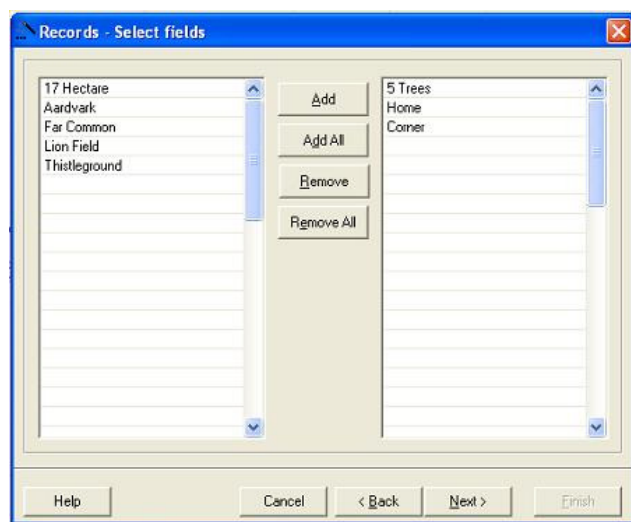 Records - Select fields
17 Hectare
Aardvark
Far Common
Lion Field
Thistleground
Add
Add All
Remove
Remove All
5 Trees
Home
Corner
Help
Cancel
< Back
Next >
Finish